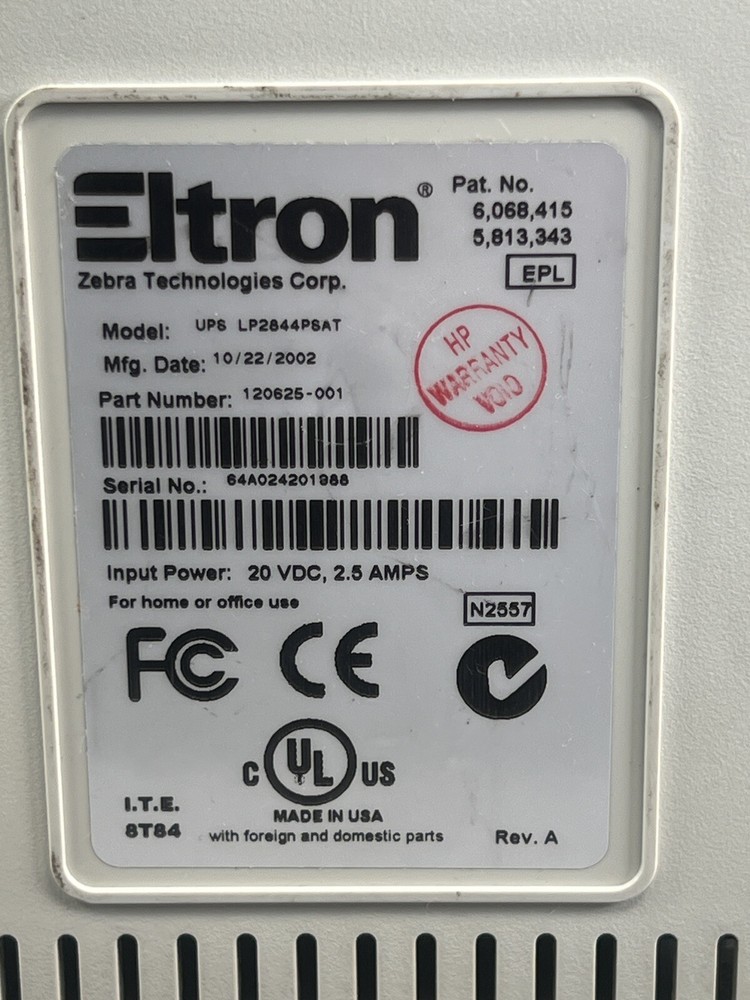 Eltron®
Zebra Technologies Corp.
Pat. No.
6,068,415
5,813,343
EPL
Model: UPS LP2844PSAT
Mfg. Date: 10/22/2002
Part Number: 120625-001
HP
WARRANTY
VOID
Serial No.: 64A024201988
Input Power: 20 VDC, 2.5 AMPS
For home or office use
N2557
FC CE
C UL US
I.T.E.
8T84
MADE IN USA
with foreign and domestic parts
Rev. A